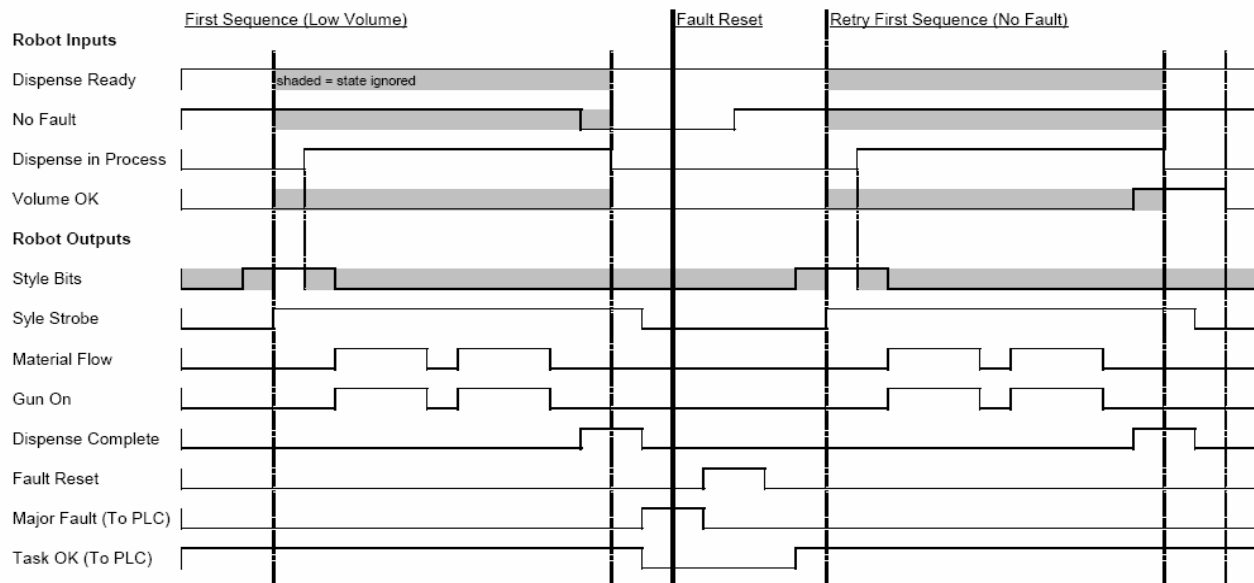 First Sequence (Low Volume) Fault Reset Retry First Sequence (No Fault)
Robot Inputs
Dispense Ready shaded = state ignored
No Fault
Dispense in Process
Volume OK
Robot Outputs
Style Bits
Syle Strobe
Material Flow
Gun On
Dispense Complete
Fault Reset
Major Fault (To PLC)
Task OK (To PLC)